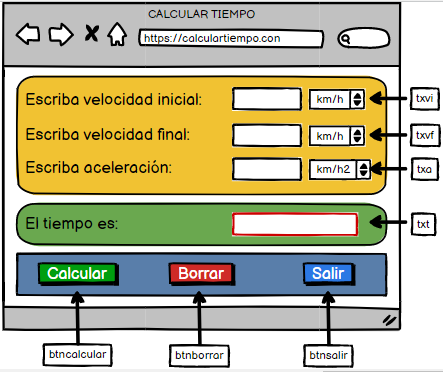 CALCULAR TIEMPO
https://calculartiempo.con
Escriba velocidad inicial: km/h txvi
Escriba velocidad final: km/h txvf
Escriba aceleración: km/h2 txa
El tiempo es: txt
Calcular Borrar Salir
btncalcular btnborrar btnsalir